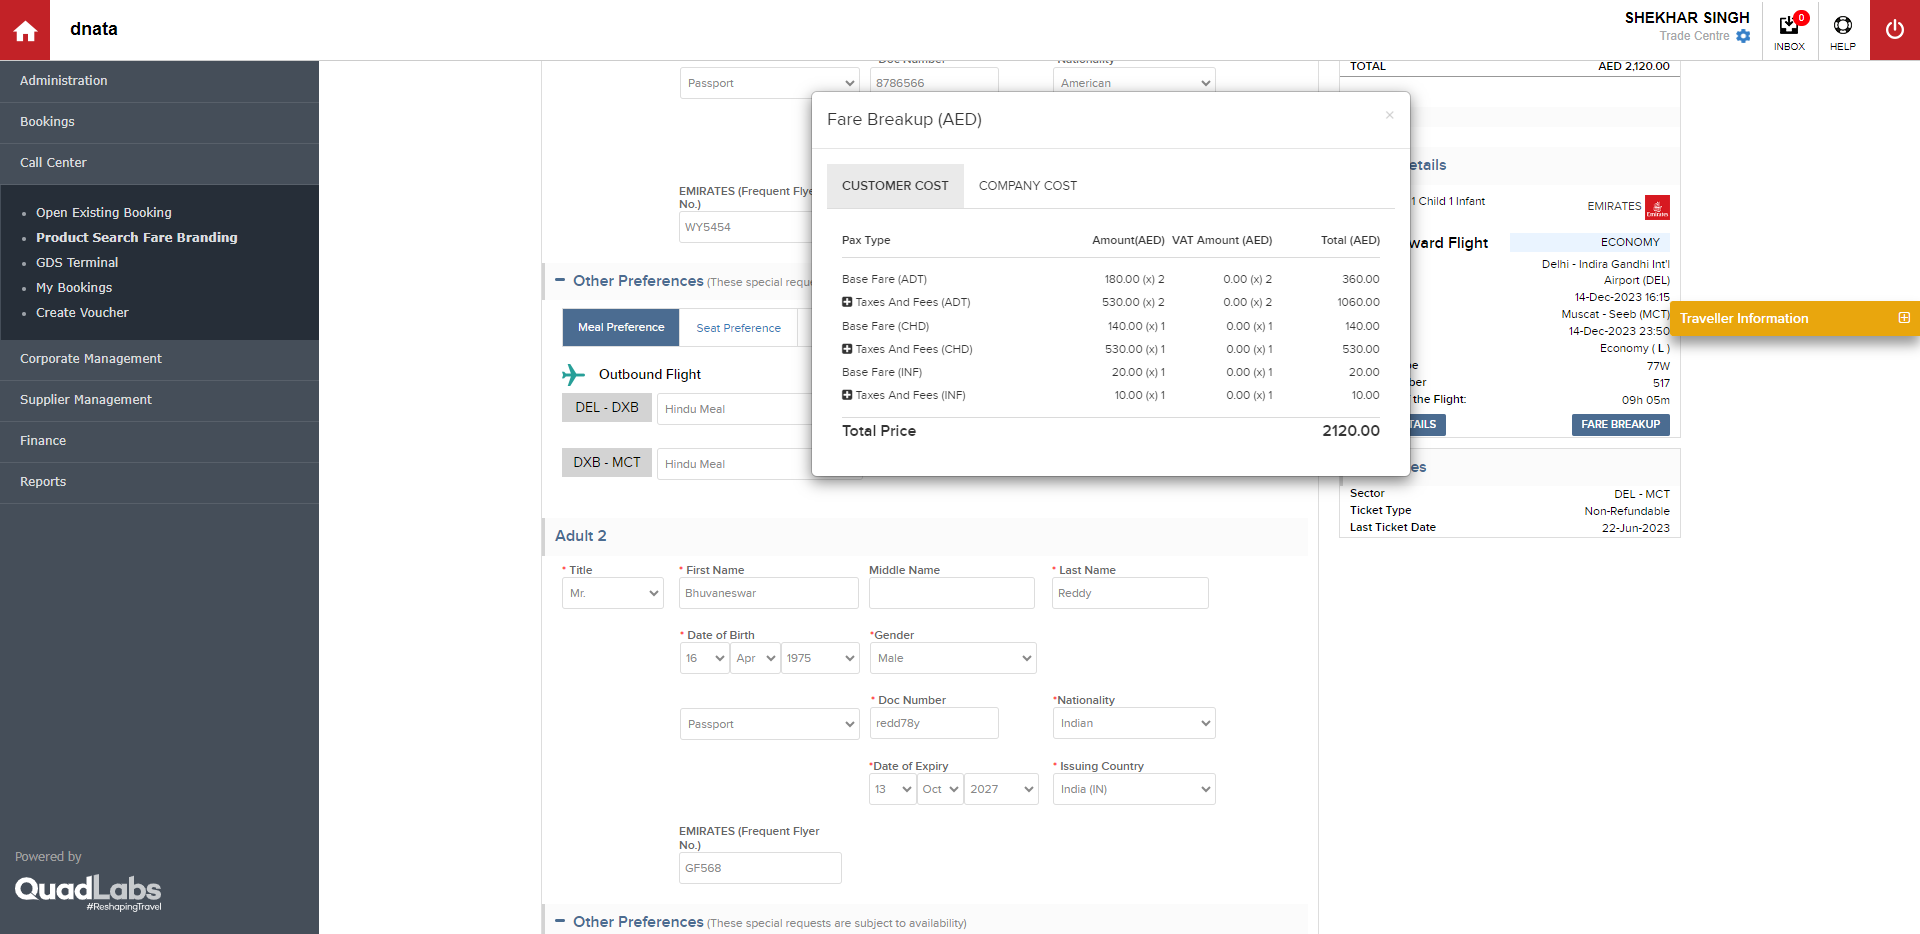 dnata
SHEKHAR SINGH
Trade Centre
0
INBOX
HELP
Administration
Bookings
Call Center
Open Existing Booking
Product Search Fare Branding
GDS Terminal
My Bookings
Create Voucher
Corporate Management
Supplier Management
Finance
Reports
Powered by
QuadLabs
#ReshapingTravel
Doc Number
Nationality
Passport
8786566
American
EMIRATES (Frequent Flye
No.)
WY5454
Other Preferences (These special reque
Meal Preference
Seat Preference
Outbound Flight
DEL - DXB
Hindu Meal
DXB - MCT
Hindu Meal
Fare Breakup (AED)
×
CUSTOMER COST
COMPANY COST
Pax Type Amount(AED) VAT Amount (AED) Total (AED)
Base Fare (ADT) 180.00 (x) 2 0.00 (x) 2 360.00
Taxes And Fees (ADT) 530.00 (x) 2 0.00 (x) 2 1060.00
Base Fare (CHD) 140.00 (x) 1 0.00 (x) 1 140.00
Taxes And Fees (CHD) 530.00 (x) 1 0.00 (x) 1 530.00
Base Fare (INF) 20.00 (x) 1 0.00 (x) 1 20.00
Taxes And Fees (INF) 10.00 (x) 1 0.00 (x) 1 10.00
Total Price 2120.00
Adult 2
* Title
* First Name
Middle Name
* Last Name
Mr.
Bhuvaneswar
Reddy
* Date of Birth
*Gender
16
Apr
1975
Male
* Doc Number
*Nationality
Passport
redd78y
Indian
*Date of Expiry
* Issuing Country
13
Oct
2027
India (IN)
EMIRATES (Frequent Flyer
No.)
GF568
Other Preferences (These special requests are subject to availability)
TOTAL AED 2,120.00
etails
1 Child 1 Infant
EMIRATES
Emirates
ward Flight
ECONOMY
Delhi - Indira Gandhi Int'l
Airport (DEL)
14-Dec-2023 16:15
Muscat - Seeb (MCT)
14-Dec-2023 23:50
Economy ( L )
pe 77W
ber 517
the Flight: 09h 05m
TAILS
FARE BREAKUP
es
Sector DEL - MCT
Ticket Type Non-Refundable
Last Ticket Date 22-Jun-2023
Traveller Information